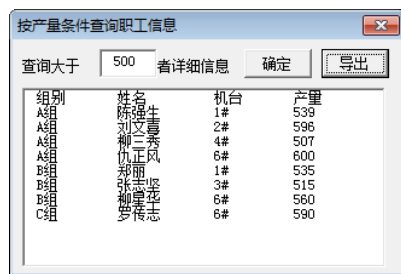 按产量条件查询职工信息
查询大于 500 者详细信息 确定 导出
组别 姓名 机台 产量
A组 陈强生 1# 539
A组 刘文喜 2# 596
A组 柳三秀 4# 507
A组 仇正风 6# 600
B组 郑丽 1# 535
B组 张志坚 3# 515
B组 柳星华 6# 560
C组 罗传志 6# 590